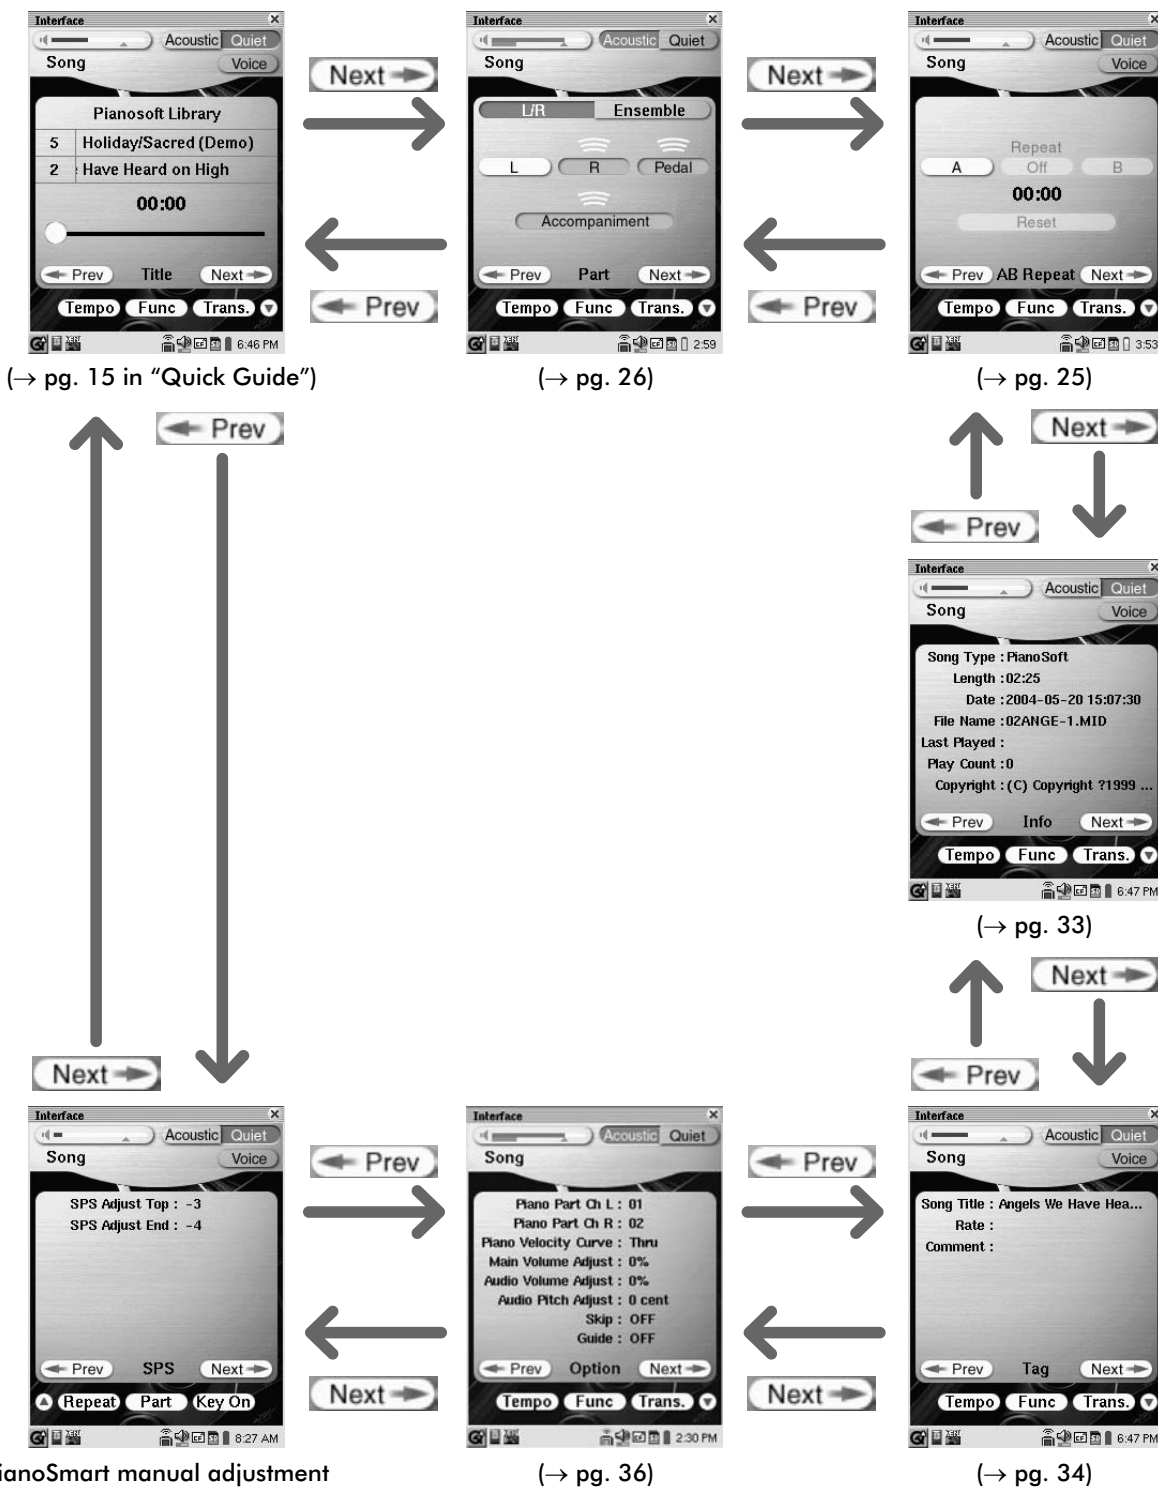 Interface
Acoustic Quiet
Song
Voice
Pianosoft Library
5 Holiday/Sacred (Demo)
2 Have Heard on High
00:00
Prev Title Next
Tempo Func Trans.
6:46 PM
(→ pg. 15 in “Quick Guide”)
Next
Prev
Interface
Acoustic Quiet
Song
L/R Ensemble
L R Pedal
Accompaniment
Prev Part Next
Tempo Func Trans.
2:59
(→ pg. 26)
Next
Prev
Interface
Acoustic Quiet
Song
Voice
Repeat
A Off B
00:00
Reset
Prev AB Repeat Next
Tempo Func Trans.
3:53
(→ pg. 25)
Prev
Next
Prev
Interface
Acoustic Quiet
Song
Voice
Song Type : PianoSoft
Length : 02:25
Date : 2004-05-20 15:07:30
File Name : 02ANGE-1.MID
Last Played :
Play Count : 0
Copyright : (C) Copyright ?1999 ...
Prev Info Next
Tempo Func Trans.
6:47 PM
(→ pg. 33)
Next
Prev
Next
Interface
Acoustic Quiet
Song
Voice
SPS Adjust Top : -3
SPS Adjust End : -4
Prev SPS Next
Repeat Part Key On
8:27 AM
ianoSmart manual adjustment
Prev
Next
Interface
Acoustic Quiet
Song
Piano Part Ch L : 01
Piano Part Ch R : 02
Piano Velocity Curve : Thru
Main Volume Adjust : 0%
Audio Volume Adjust : 0%
Audio Pitch Adjust : 0 cent
Skip : OFF
Guide : OFF
Prev Option Next
Tempo Func Trans.
2:30 PM
(→ pg. 36)
Prev
Next
Interface
Acoustic Quiet
Song
Voice
Song Title : Angels We Have Hea...
Rate :
Comment :
Prev Tag Next
Tempo Func Trans.
6:47 PM
(→ pg. 34)